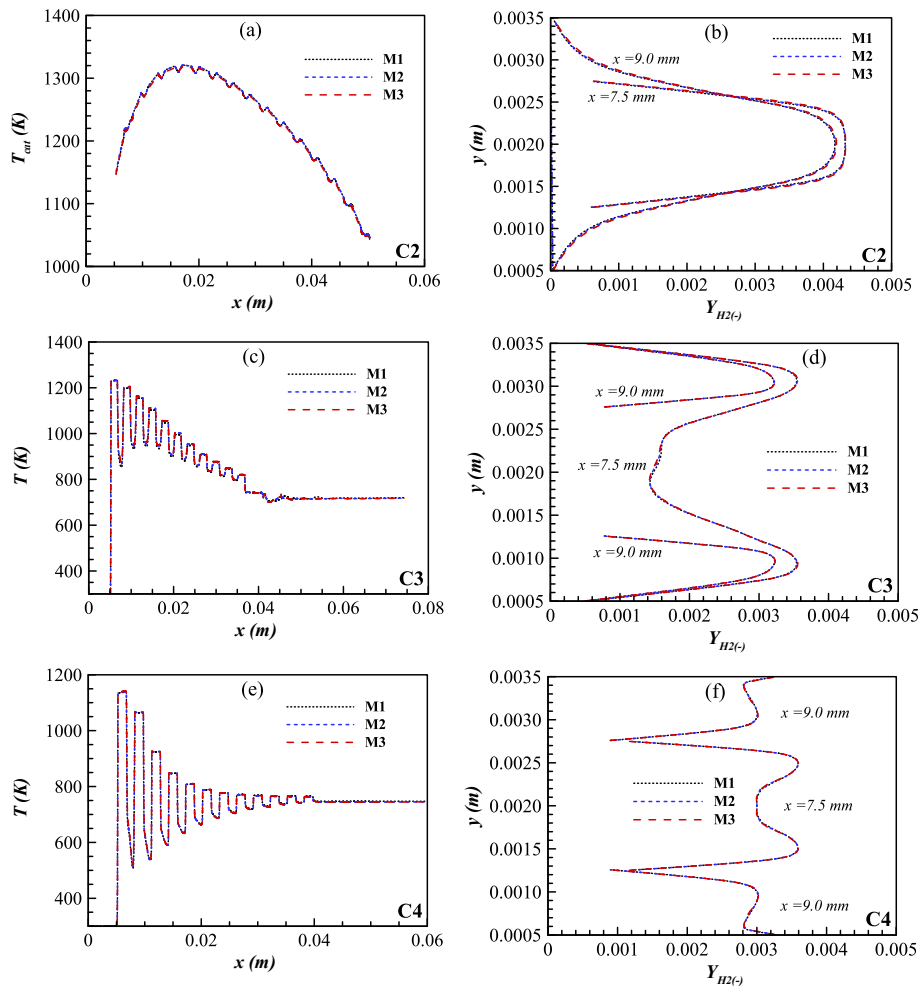 (a)
M1
M2
M3
T_cat (K)
1400
1300
1200
1100
1000
0
0.02
0.04
0.06
x (m)
C2
(b)
x =9.0 mm
x =7.5 mm
M1
M2
M3
y (m)
0.0035
0.0030
0.0025
0.0020
0.0015
0.0010
0.0005
0
0.001
0.002
0.003
0.004
0.005
Y_H2(-)
C2
(c)
M1
M2
M3
T (K)
1400
1200
1000
800
600
400
0
0.02
0.04
0.06
0.08
x (m)
C3
(d)
x =9.0 mm
x =7.5 mm
x =9.0 mm
M1
M2
M3
y (m)
0.0035
0.0030
0.0025
0.0020
0.0015
0.0010
0.0005
0
0.001
0.002
0.003
0.004
0.005
Y_H2(-)
C3
(e)
M1
M2
M3
T (K)
1200
1000
800
600
400
0
0.02
0.04
0.06
x (m)
C4
(f)
x =9.0 mm
x =7.5 mm
x =9.0 mm
M1
M2
M3
y (m)
0.0035
0.0030
0.0025
0.0020
0.0015
0.0010
0.0005
0
0.001
0.002
0.003
0.004
0.005
Y_H2(-)
C4